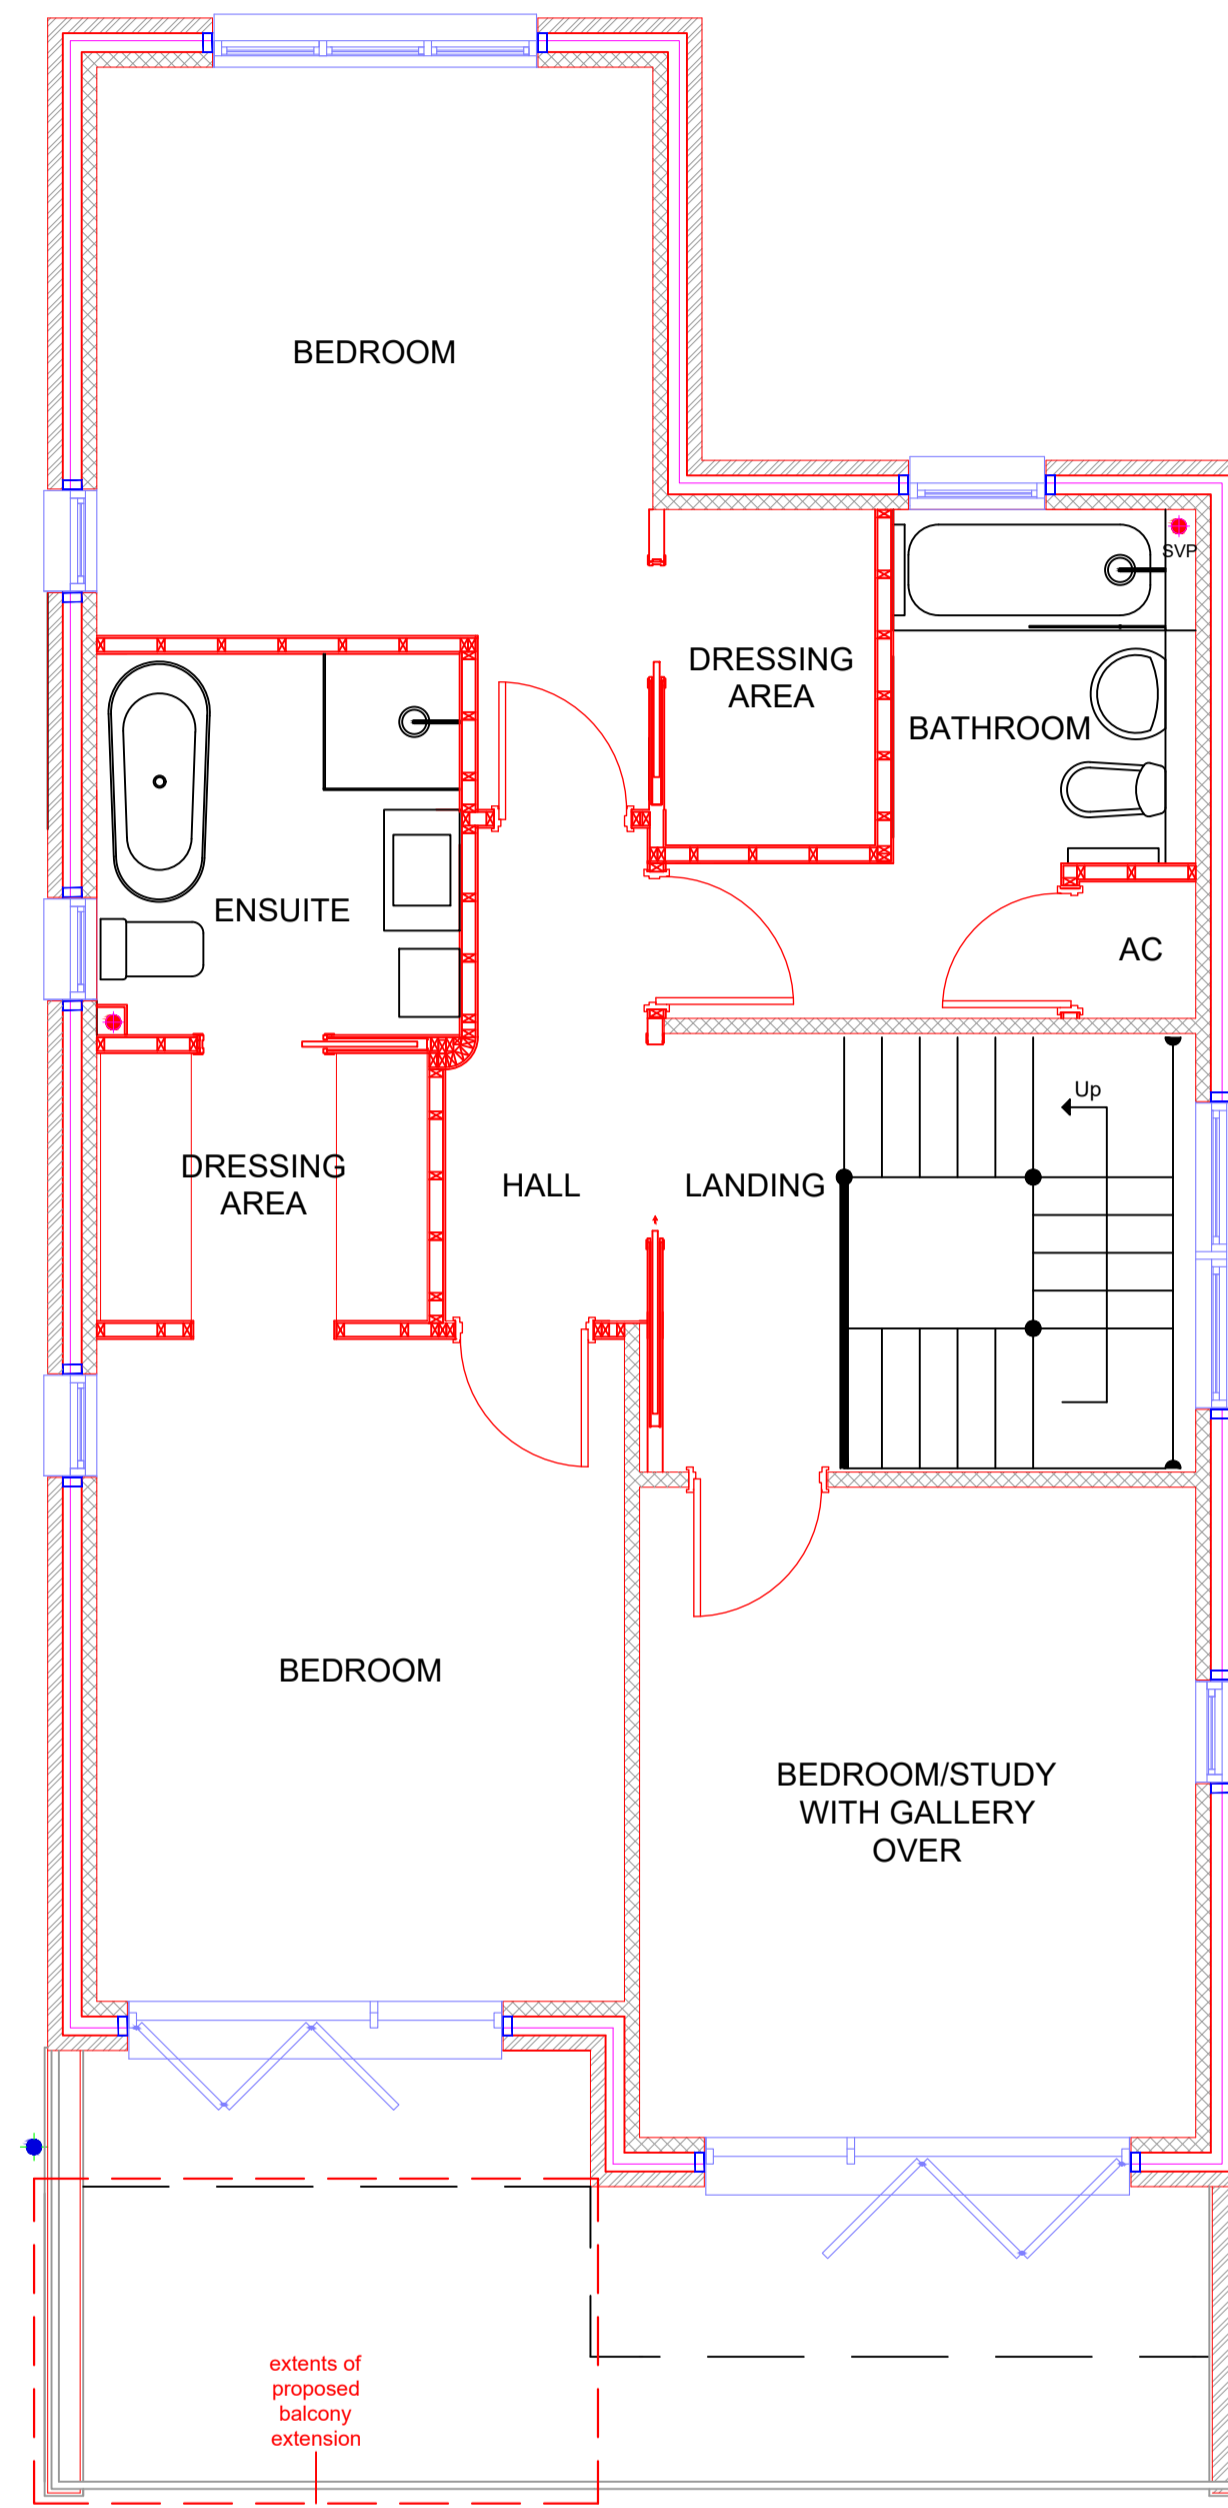 BEDROOM
SVP
DRESSING
AREA
BATHROOM
ENSUITE
AC
Up
DRESSING
AREA
HALL
LANDING
BEDROOM
BEDROOM/STUDY
WITH GALLERY
OVER
extents of
proposed
balcony
extension